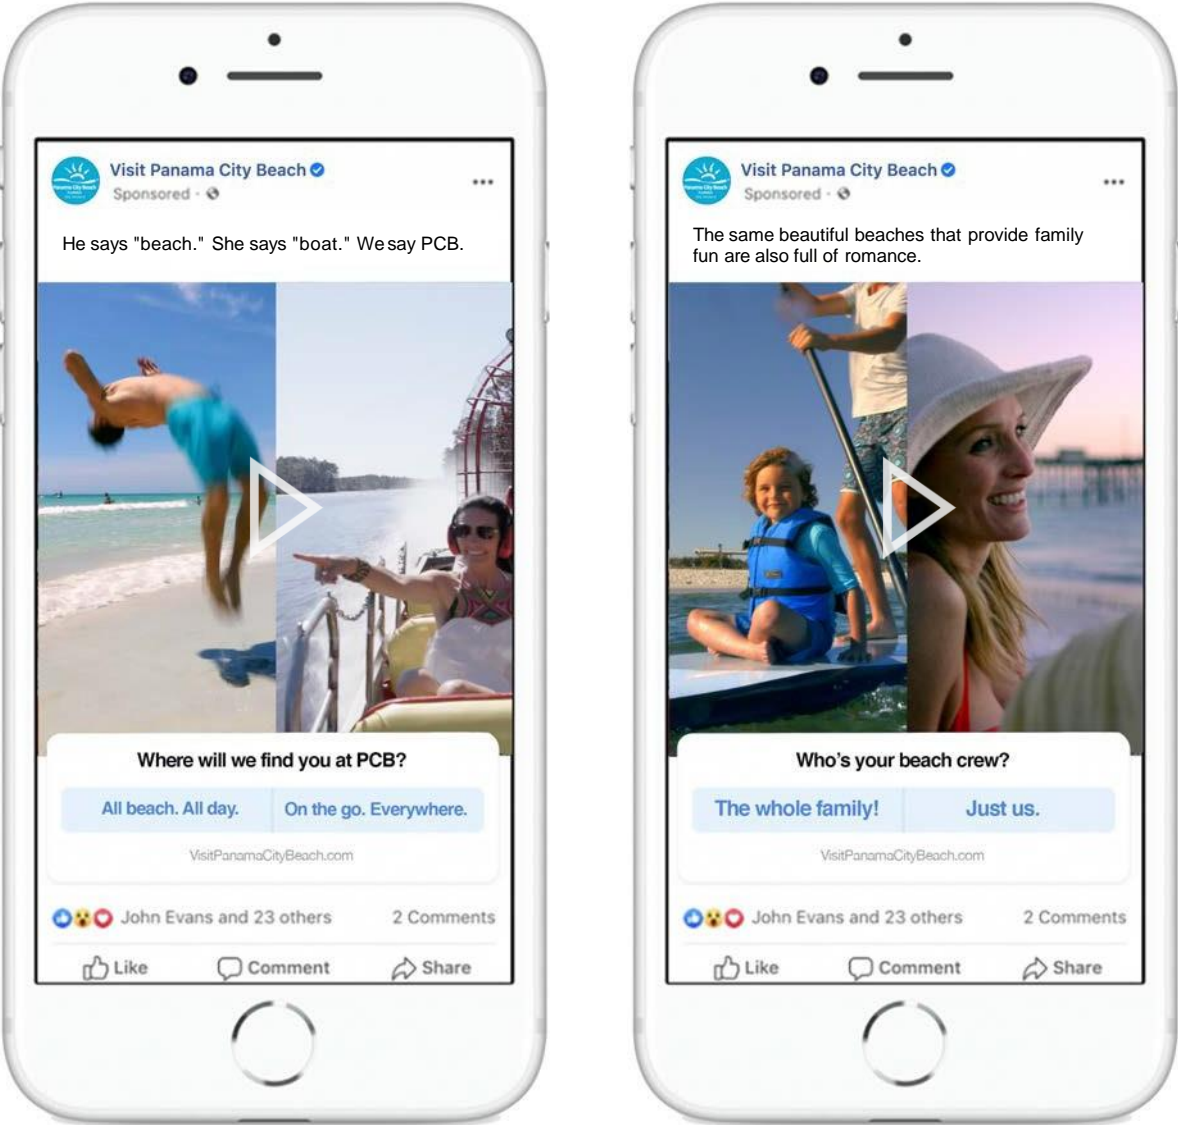 Visit Panama City Beach
Sponsored ·
He says "beach." She says "boat." We say PCB.
Where will we find you at PCB?
All beach. All day.
On the go. Everywhere.
VisitPanamaCityBeach.com
John Evans and 23 others
2 Comments
Like
Comment
Share
Visit Panama City Beach
Sponsored ·
The same beautiful beaches that provide family
fun are also full of romance.
Who's your beach crew?
The whole family!
Just us.
VisitPanamaCityBeach.com
John Evans and 23 others
2 Comments
Like
Comment
Share